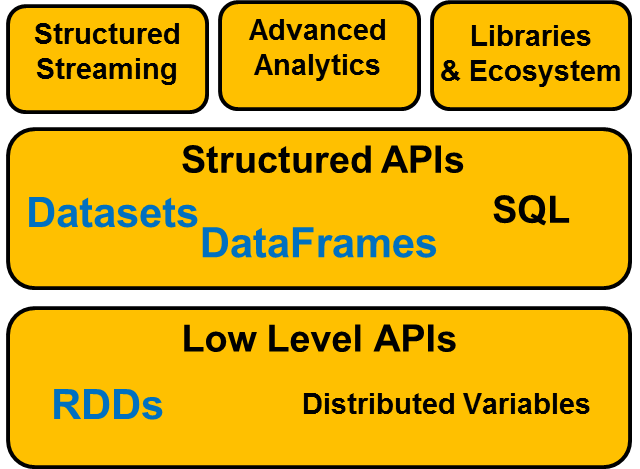 Structured
Streaming
Advanced
Analytics
Libraries
& Ecosystem
Structured APIs
Datasets
DataFrames
SQL
Low Level APIs
RDDs
Distributed Variables